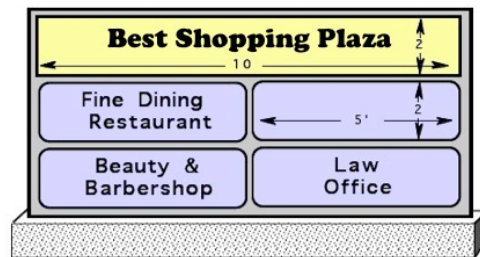 Best Shopping Plaza
2
10
Fine Dining
Restaurant
2
5'
Beauty &
Barbershop
Law
Office